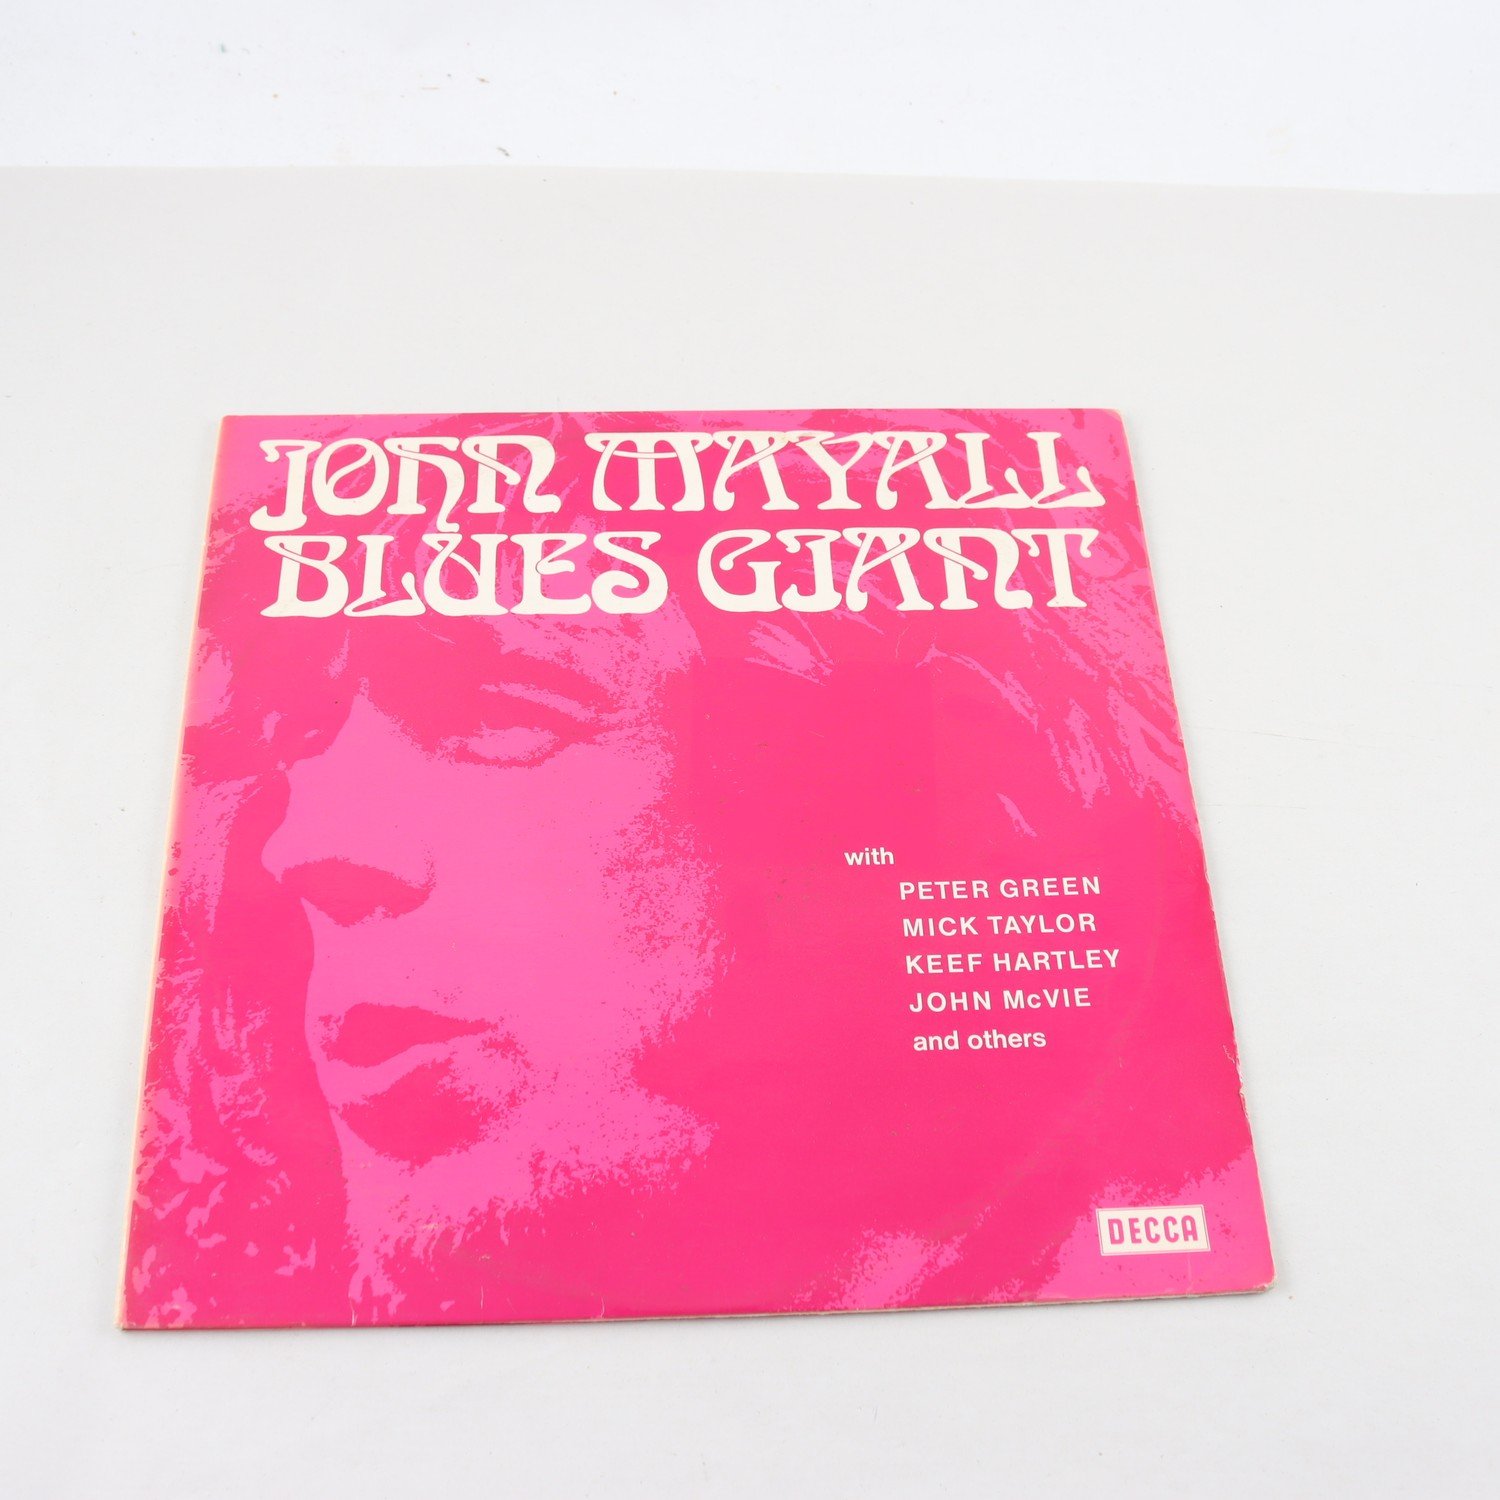 JOHN MAYALL
BLUES GIANT
with
PETER GREEN
MICK TAYLOR
KEEF HARTLEY
JOHN McVIE
and others
DECCA